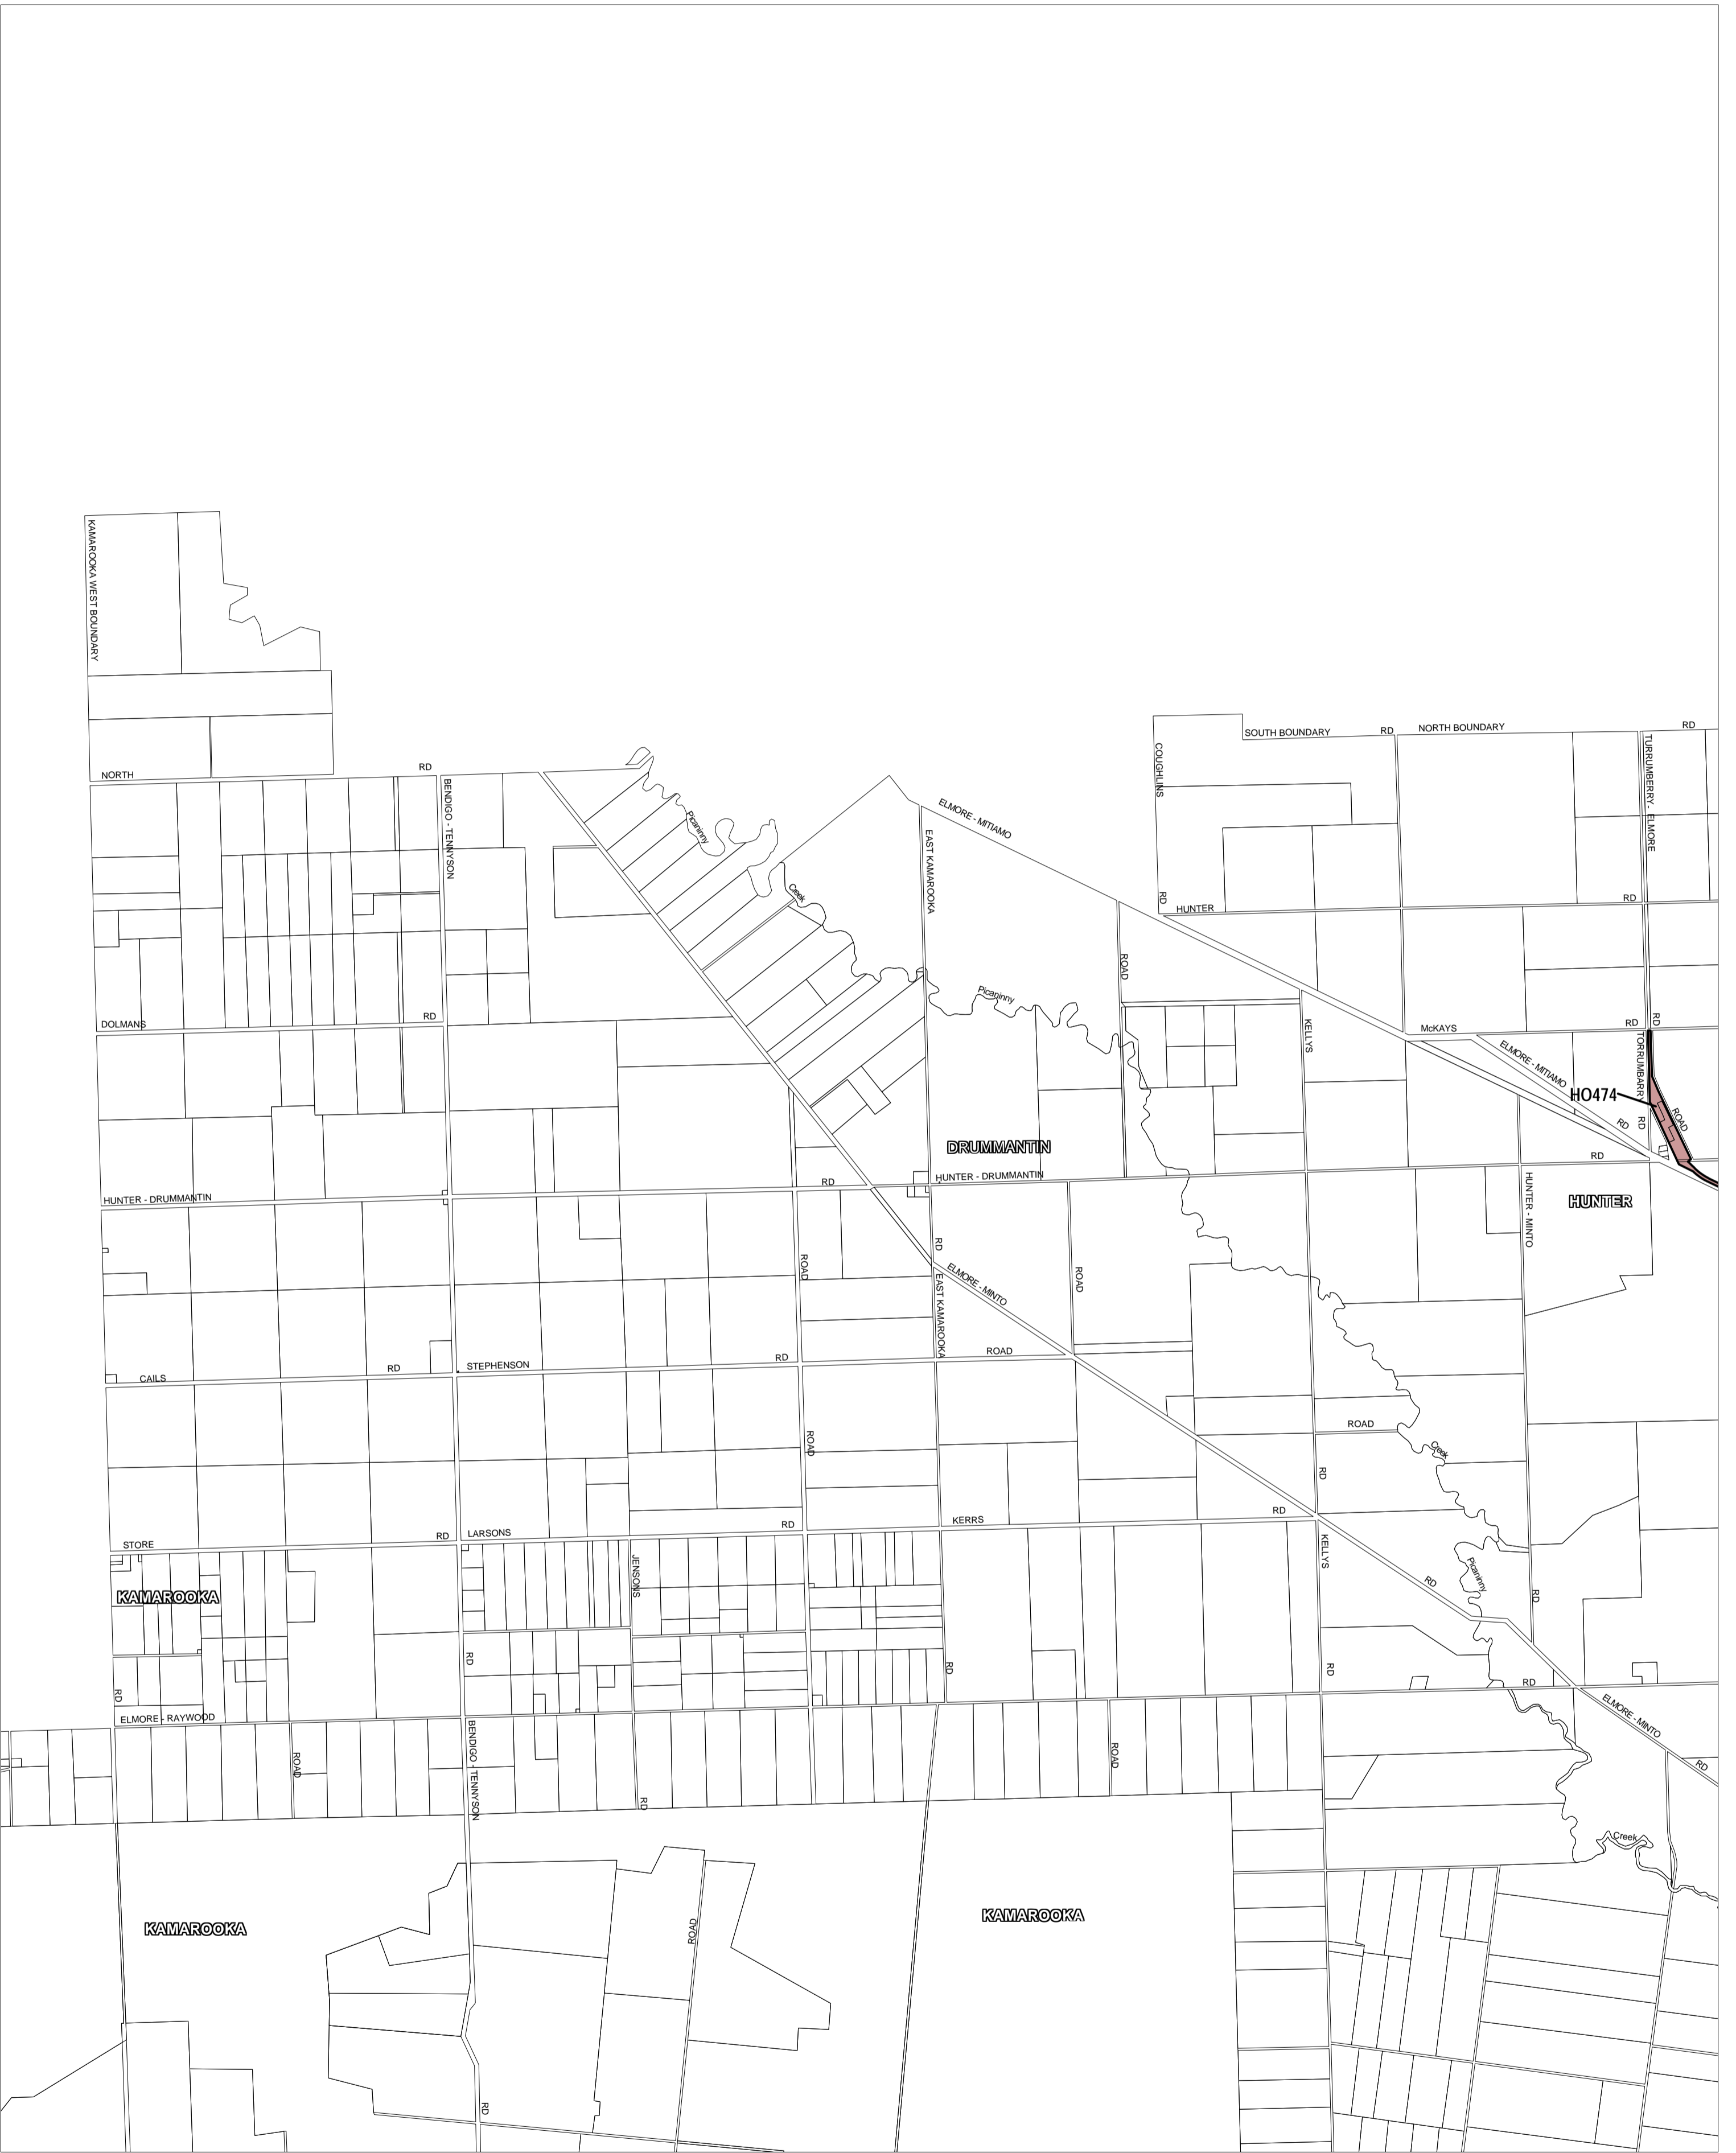 KAMAROOKA WEST BOUNDARY
NORTH
RD
BENDIGO - TENNYSON
Picaninny
Creek
ELMORE - MITIAMO
EAST KAMAROOKA
COUGHLINS
RD
SOUTH BOUNDARY
RD
NORTH BOUNDARY
RD
TURRUMBERRY - ELMORE
HUNTER
RD
ROAD
Picaninny
DOLMANS
RD
KELLYS
McKAYS
RD
RD
ELMORE - MITIAMO
RD
TORRUMBARRY
RD
HO474
ROAD
DRUMMANTIN
HUNTER - DRUMMANTIN
RD
HUNTER - DRUMMANTIN
RD
HUNTER - MINTO
HUNTER
ROAD
RD
ELMORE - MINTO
EAST KAMAROOKA
ROAD
CAILS
RD
STEPHENSON
RD
ROAD
ROAD
ROAD
Creek
RD
STORE
RD
LARSONS
RD
KERRS
RD
KELLYS
JENSONS
Picaninny
RD
RD
KAMAROOKA
RD
RD
RD
RD
RD
ELMORE - RAYWOOD
ELMORE - MINTO
RD
BENDIGO - TENNYSON
ROAD
RD
ROAD
Creek
KAMAROOKA
ROAD
KAMAROOKA
RD